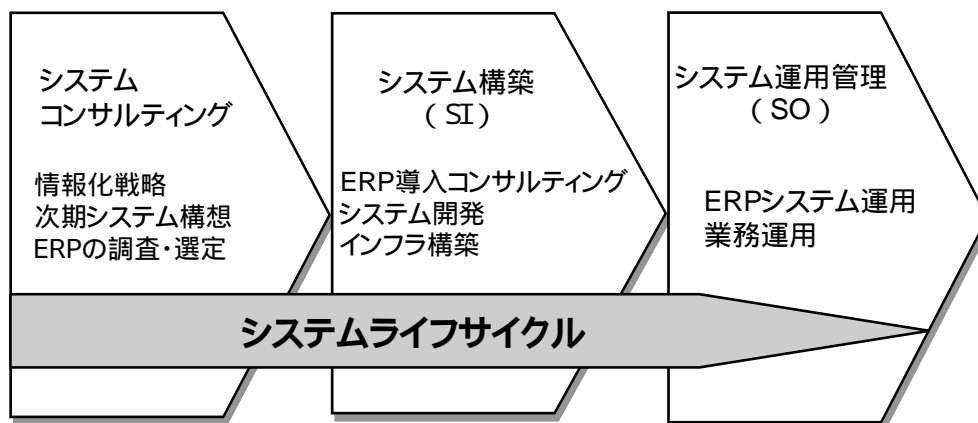 システム
コンサルティング
情報化戦略
次期システム構想
ERPの調査・選定
システム構築
（SI）
ERP導入コンサルティング
システム開発
インフラ構築
システム運用管理
（SO）
ERPシステム運用
業務運用
システムライフサイクル